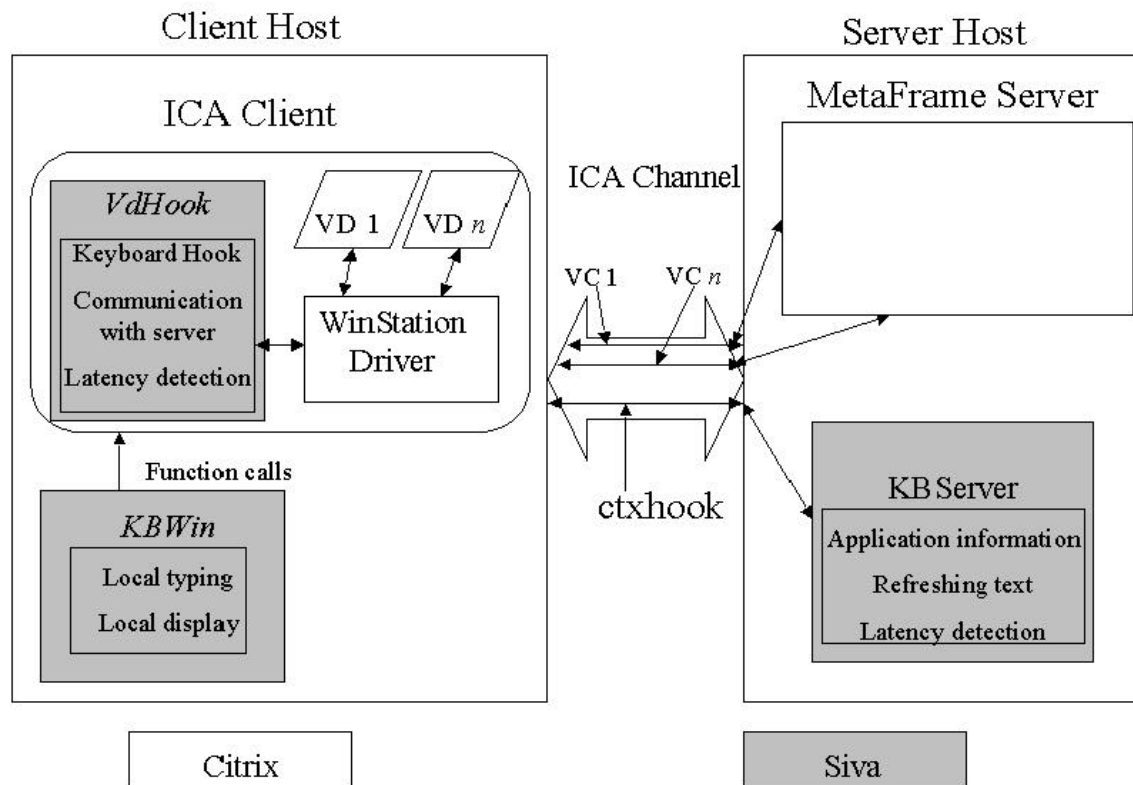 Client Host
Server Host
ICA Client
MetaFrame Server
VdHook
Keyboard Hook
Communication
with server
Latency detection
VD 1
VD n
WinStation
Driver
ICA Channel
VC 1
VC n
ctxhook
Function calls
KBWin
Local typing
Local display
KB Server
Application information
Refreshing text
Latency detection
Citrix
Siva